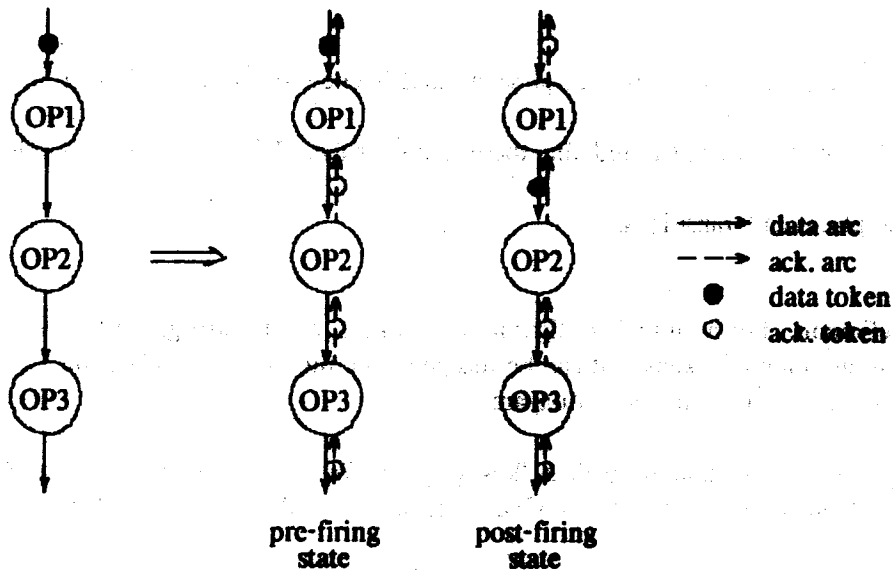 OP1
OP1
OP1
OP2
OP2
OP2
OP3
OP3
OP3
data arc
ack. arc
data token
ack. token
pre-firing
state
post-firing
state